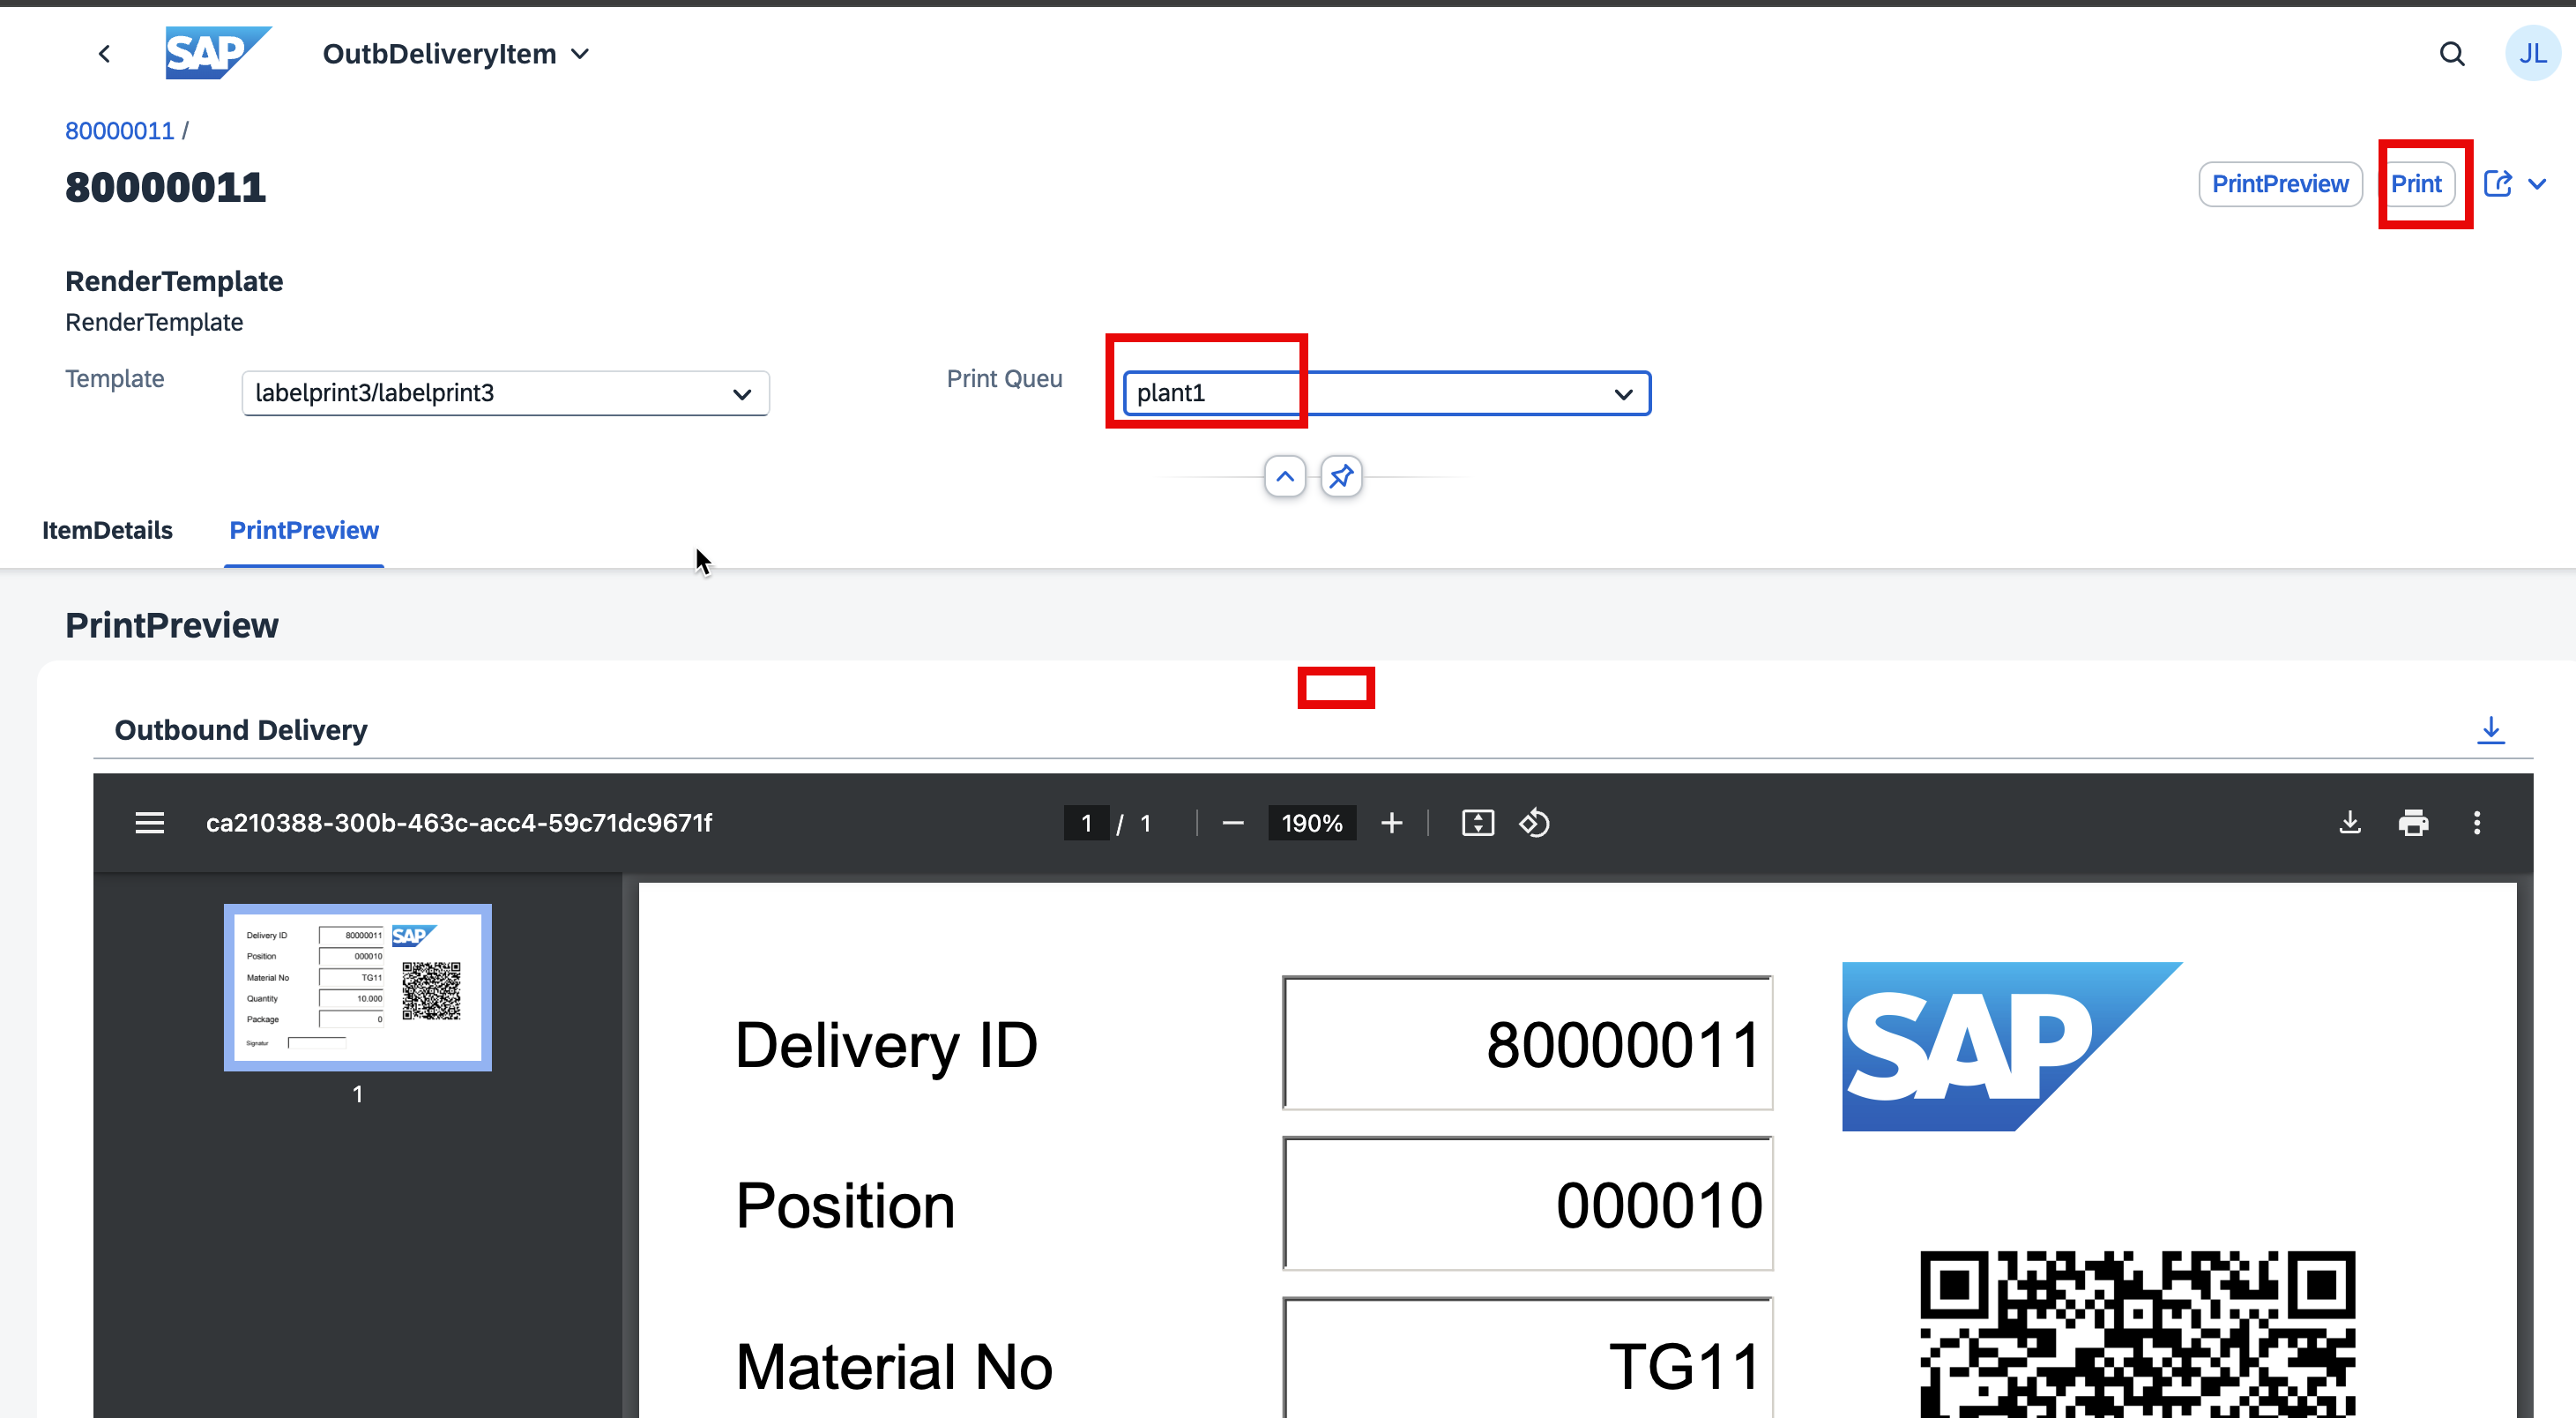 SAP OutbDeliveryItem JL
80000011 /
80000011 PrintPreview Print
RenderTemplate
RenderTemplate
Template labelprint3/labelprint3 Print Queu plant1
ItemDetails PrintPreview
PrintPreview
Outbound Delivery
ca210388-300b-463c-acc4-59c71dc9671f 1 / 1 190%
Delivery ID 80000011 SAP
Position 000010
Material No TG11
Quantity 10.000
Package 0
Signatur
1
Delivery ID 80000011 SAP
Position 000010
Material No TG11